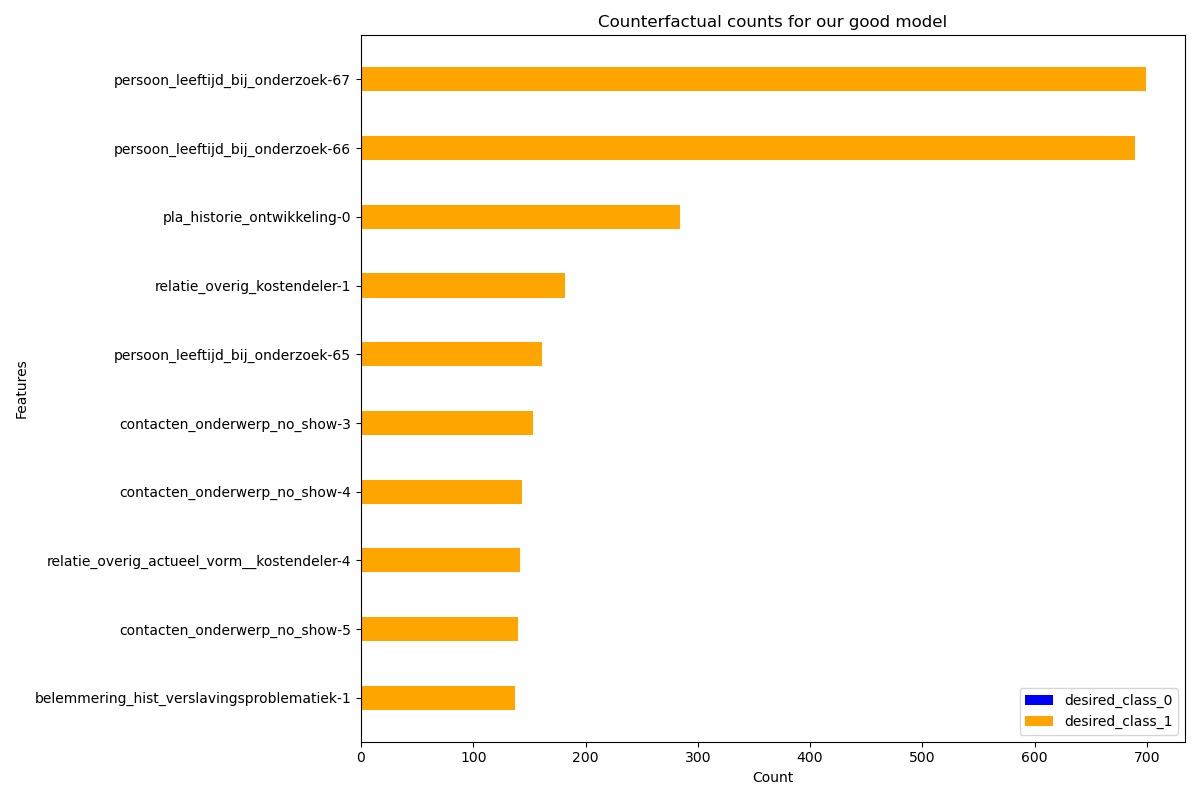 Counterfactual counts for our good model
persoon_leeftijd_bij_onderzoek-67
persoon_leeftijd_bij_onderzoek-66
pla_historie_ontwikkeling-0
relatie_overig_kostendeler-1
persoon_leeftijd_bij_onderzoek-65
contacten_onderwerp_no_show-3
contacten_onderwerp_no_show-4
relatie_overig_actueel_vorm__kostendeler-4
contacten_onderwerp_no_show-5
belemmering_hist_verslavingsproblematiek-1
Features
desired_class_0
desired_class_1
0 100 200 300 400 500 600 700
Count